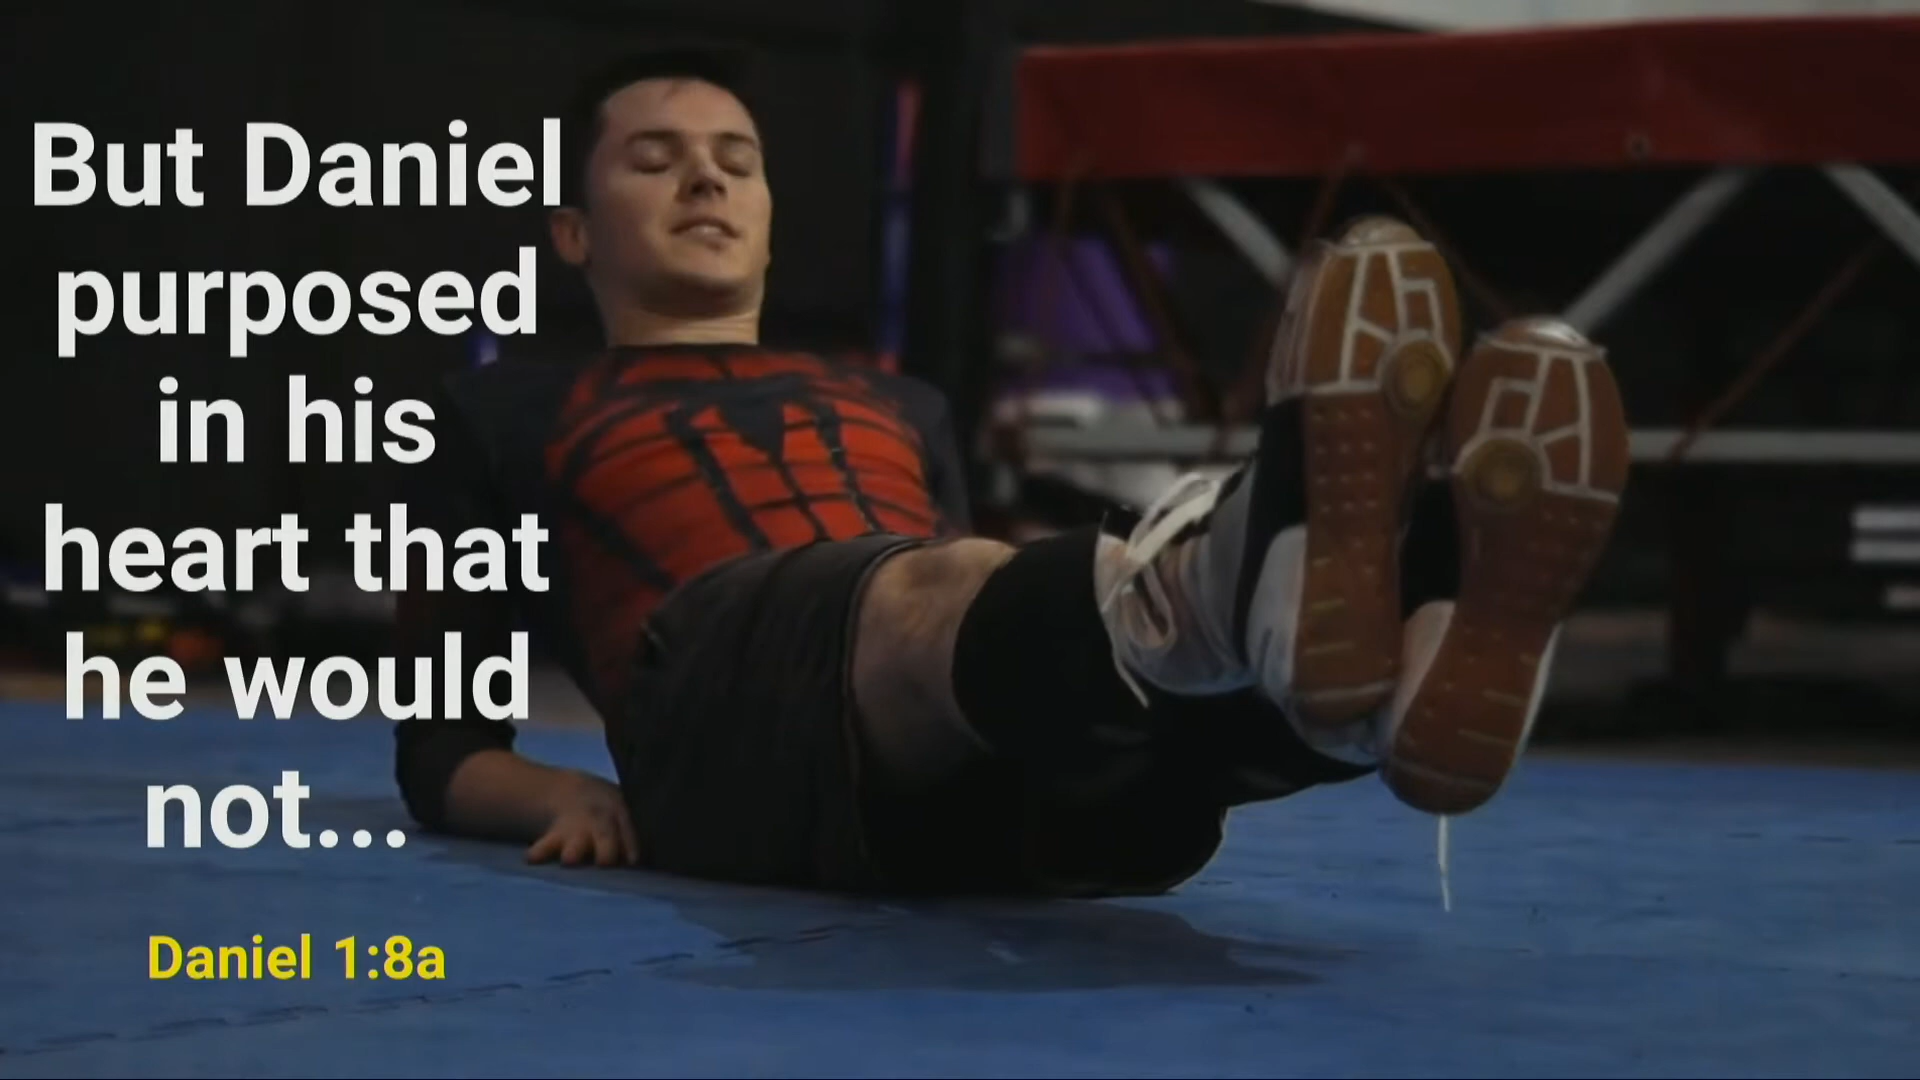 But Daniel
purposed
in his
heart that
he would
not...
Daniel 1:8a